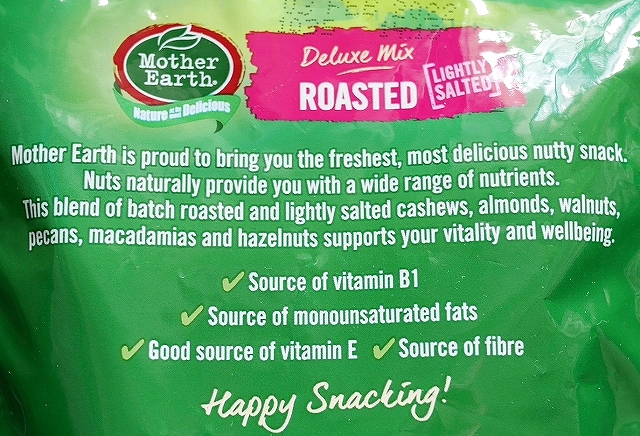 Mother
Earth®
Nature at its most Delicious
Deluxe Mix
ROASTED
LIGHTLY
SALTED
Mother Earth is proud to bring you the freshest, most delicious nutty snack.
Nuts naturally provide you with a wide range of nutrients.
This blend of batch roasted and lightly salted cashews, almonds, walnuts,
pecans, macadamias and hazelnuts supports your vitality and wellbeing.
✓ Source of vitamin B1
✓ Source of monounsaturated fats
✓ Good source of vitamin E ✓ Source of fibre
Happy Snacking!